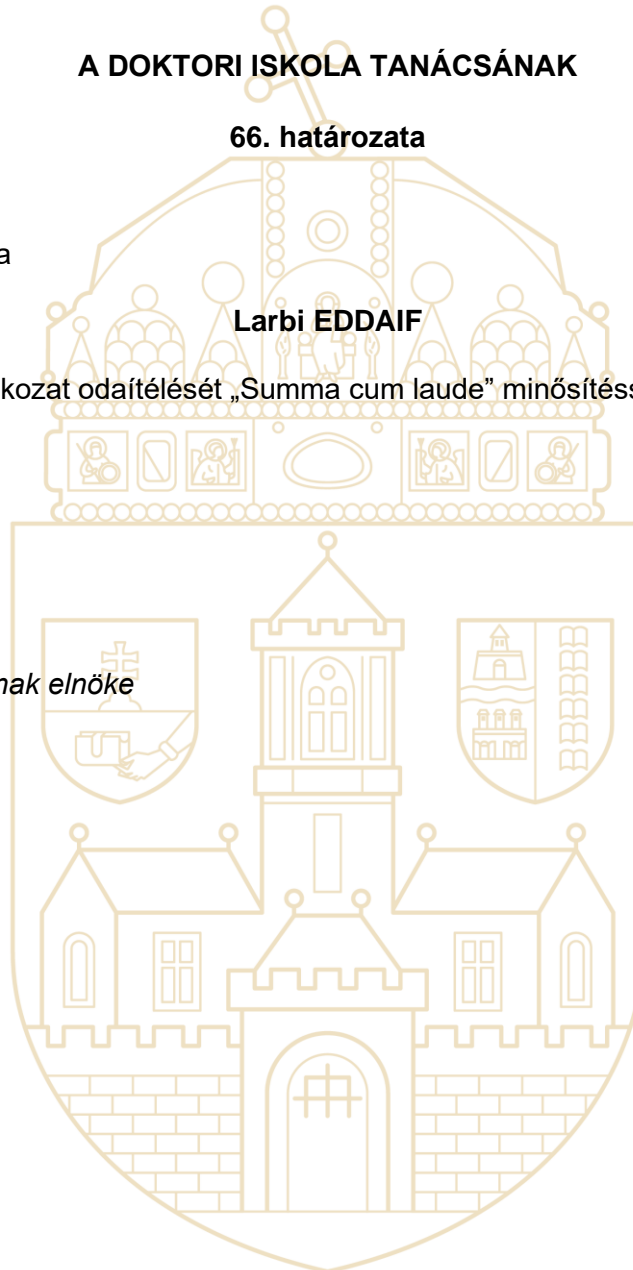 A DOKTORI ISKOLA TANÁCSÁNAK
66. határozata
a
Larbi EDDAIF
kozat odaítélését „Summa cum laude” minősítéss
nak elnöke